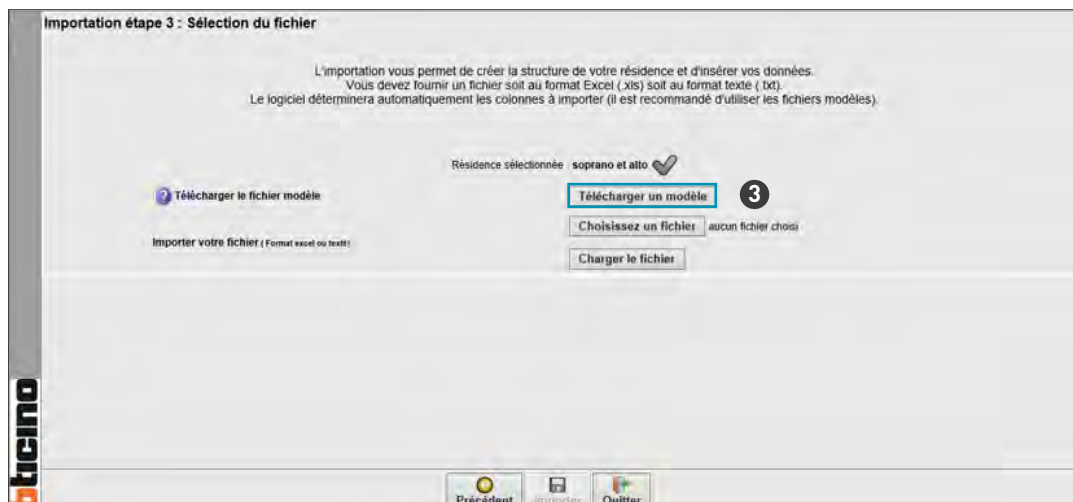 Importation étape 3 : Sélection du fichier
L'importation vous permet de créer la structure de votre résidence et d'insérer vos données.
Vous devez fournir un fichier soit au format Excel (.xls) soit au format texte (.txt).
Le logiciel déterminera automatiquement les colonnes à importer (il est recommandé d'utiliser les fichiers modèles).
Résidence sélectionnée : soprano et alto
Télécharger le fichier modèle
Télécharger un modèle
3
Choisissez un fichier aucun fichier choisi
Importer votre fichier ( Format excel ou texte)
Charger le fichier
ticino
Précédent Importer Quitter